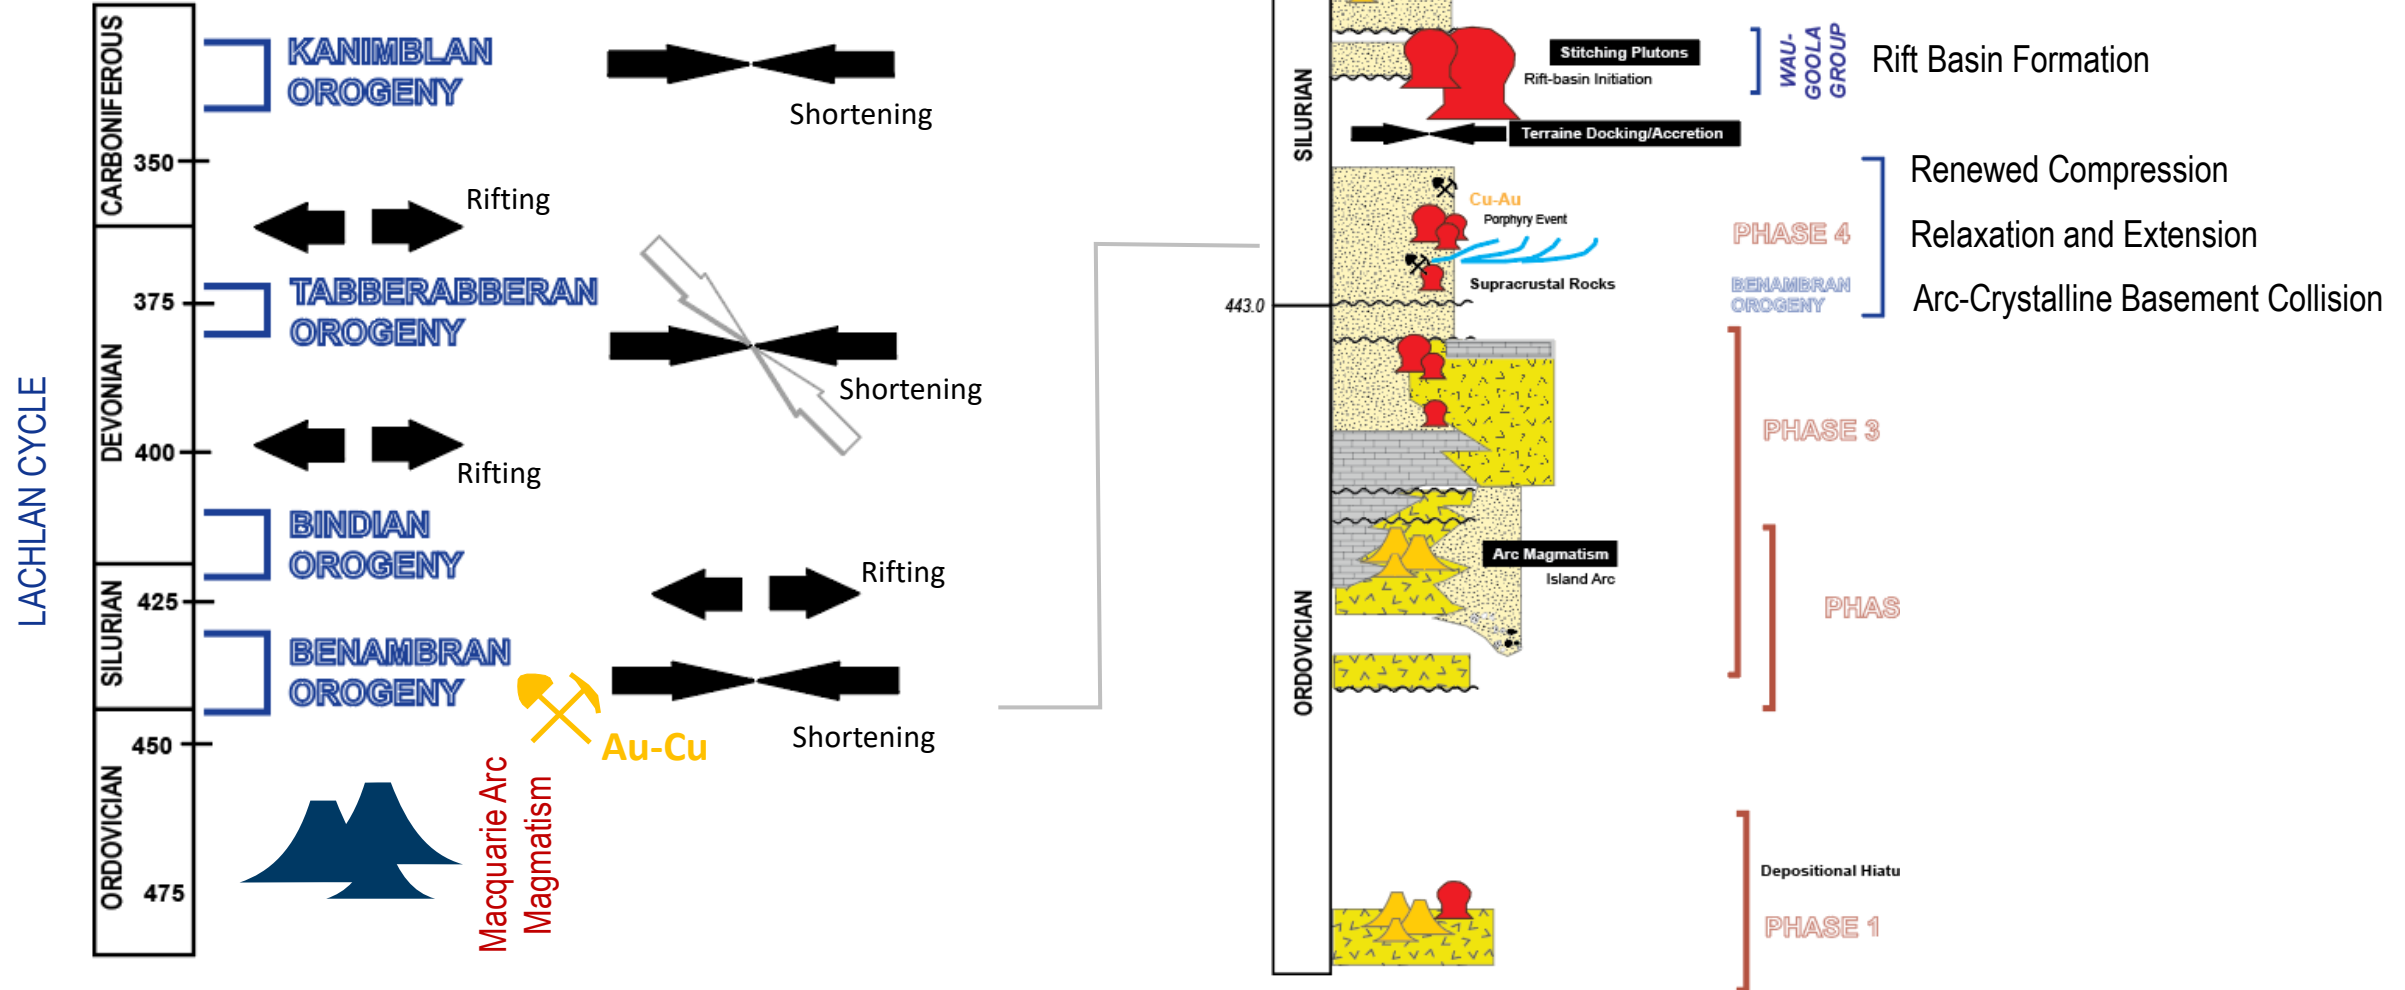 LACHLAN CYCLE
CARBONIFEROUS
DEVONIAN
SILURIAN
ORDOVICIAN
350
375
400
425
450
475
KANIMBLAN
OROGENY
Shortening
Rifting
TABBERABBERAN
OROGENY
Shortening
Rifting
BINDIAN
OROGENY
Rifting
BENAMBRAN
OROGENY
Au-Cu
Shortening
Macquarie Arc
Magmatism
SILURIAN
443.0
ORDOVICIAN
Stitching Plutons
Rift-basin Initiation
WAU-
GOOLA
GROUP
Rift Basin Formation
Terraine Docking/Accretion
Renewed Compression
Cu-Au
Porphyry Event
PHASE 4
Relaxation and Extension
Supracrustal Rocks
BENAMBRAN
OROGENY
Arc-Crystalline Basement Collision
PHASE 3
Arc Magmatism
Island Arc
PHAS
Depositional Hiatu
PHASE 1